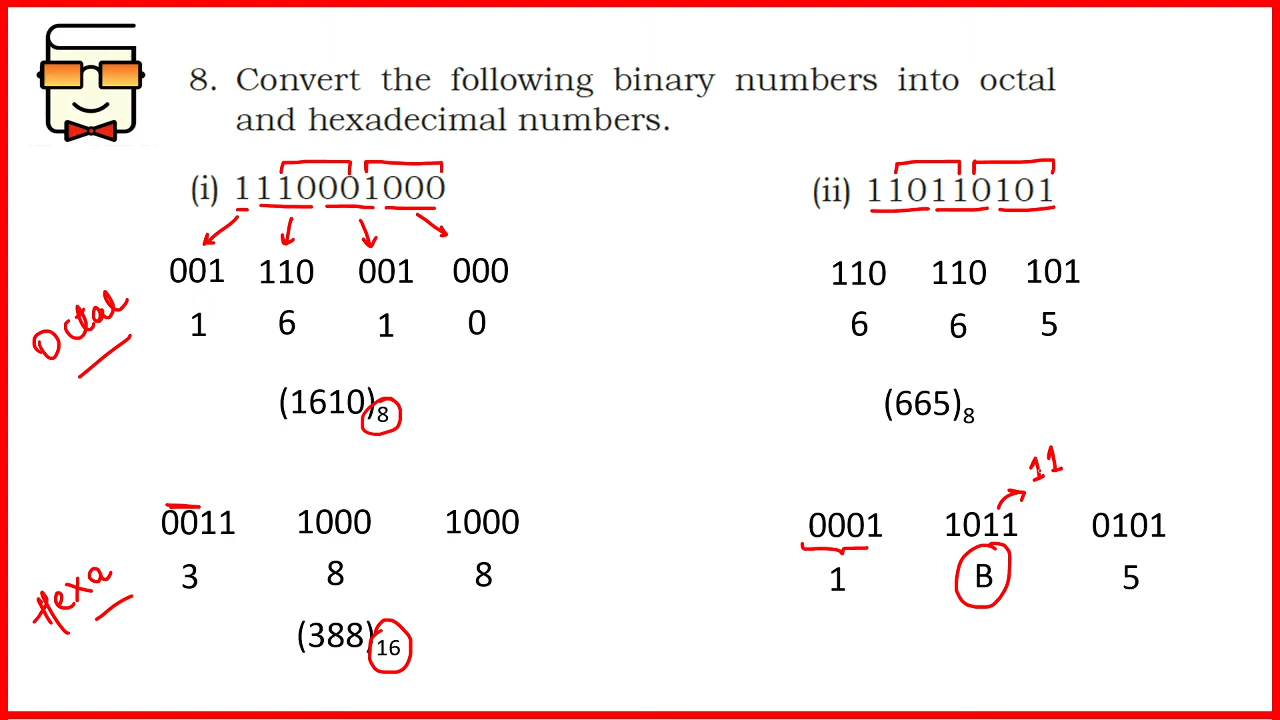 8. Convert the following binary numbers into octal
and hexadecimal numbers.
(i) 1110001000
(ii) 110110101
001 110 001 000
110 110 101
Octal
1 6 1 0
6 6 5
(1610)8
(665)8
11
0011 1000 1000
0001 1011 0101
Hexa
3 8 8
1 B 5
(388)16